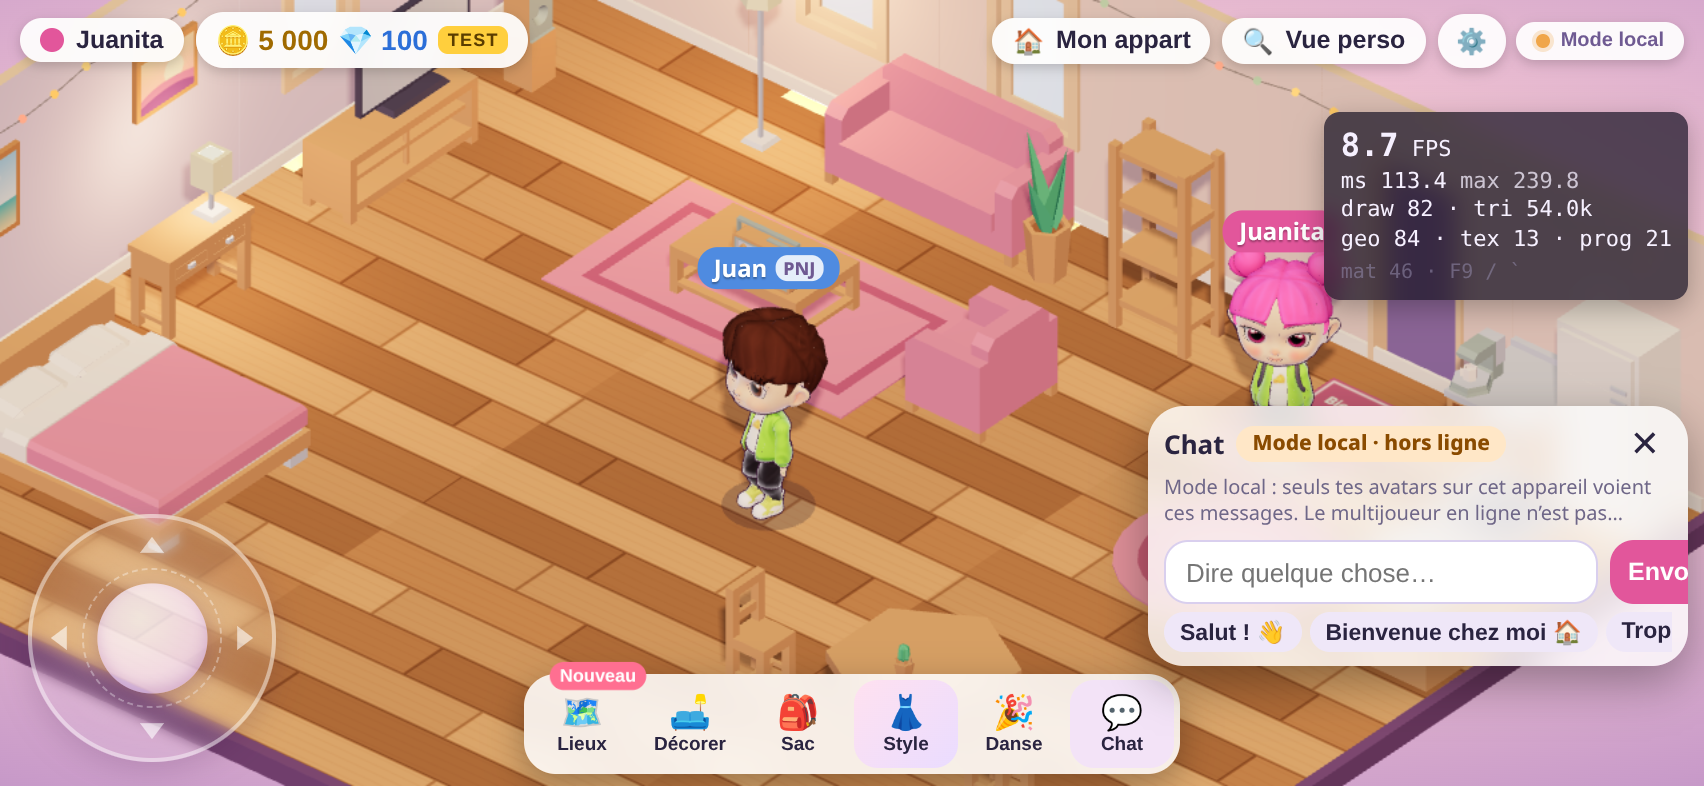 Juanita
5 000 100 TEST
Mon appart
Vue perso
Mode local
8.7 FPS
ms 113.4 max 239.8
draw 82 · tri 54.0k
geo 84 · tex 13 · prog 21
mat 46 · F9 / `
Juanita
Juan PNJ
Chat Mode local · hors ligne
Mode local : seuls tes avatars sur cet appareil voient
ces messages. Le multijoueur en ligne n’est pas…
Dire quelque chose…
Envo
Salut ! 👋 Bienvenue chez moi 🏠 Trop
Nouveau
Lieux Décorer Sac Style Danse Chat